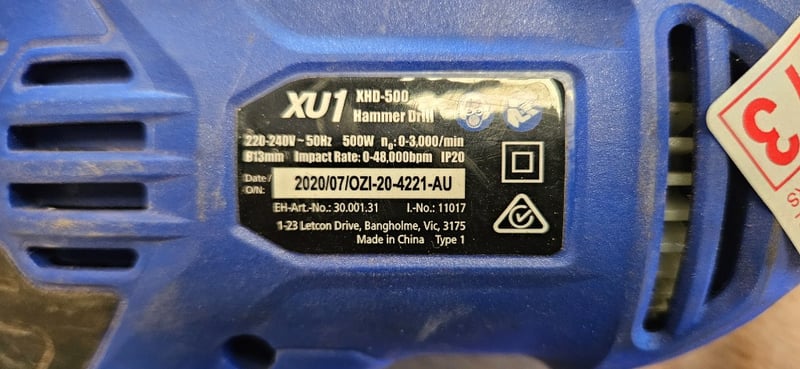 XU1
XHD-500
Hammer Drill
220-240V ~ 50Hz 500W n₀: 0-3,000/min
B13mm Impact Rate: 0-48,000bpm IP20
Date /
O/N:
2020/07/OZI-20-4221-AU
EH-Art.-No.: 30.001.31 I.-No.: 11017
1-23 Letcon Drive, Bangholme, Vic, 3175
Made in China Type 1
3